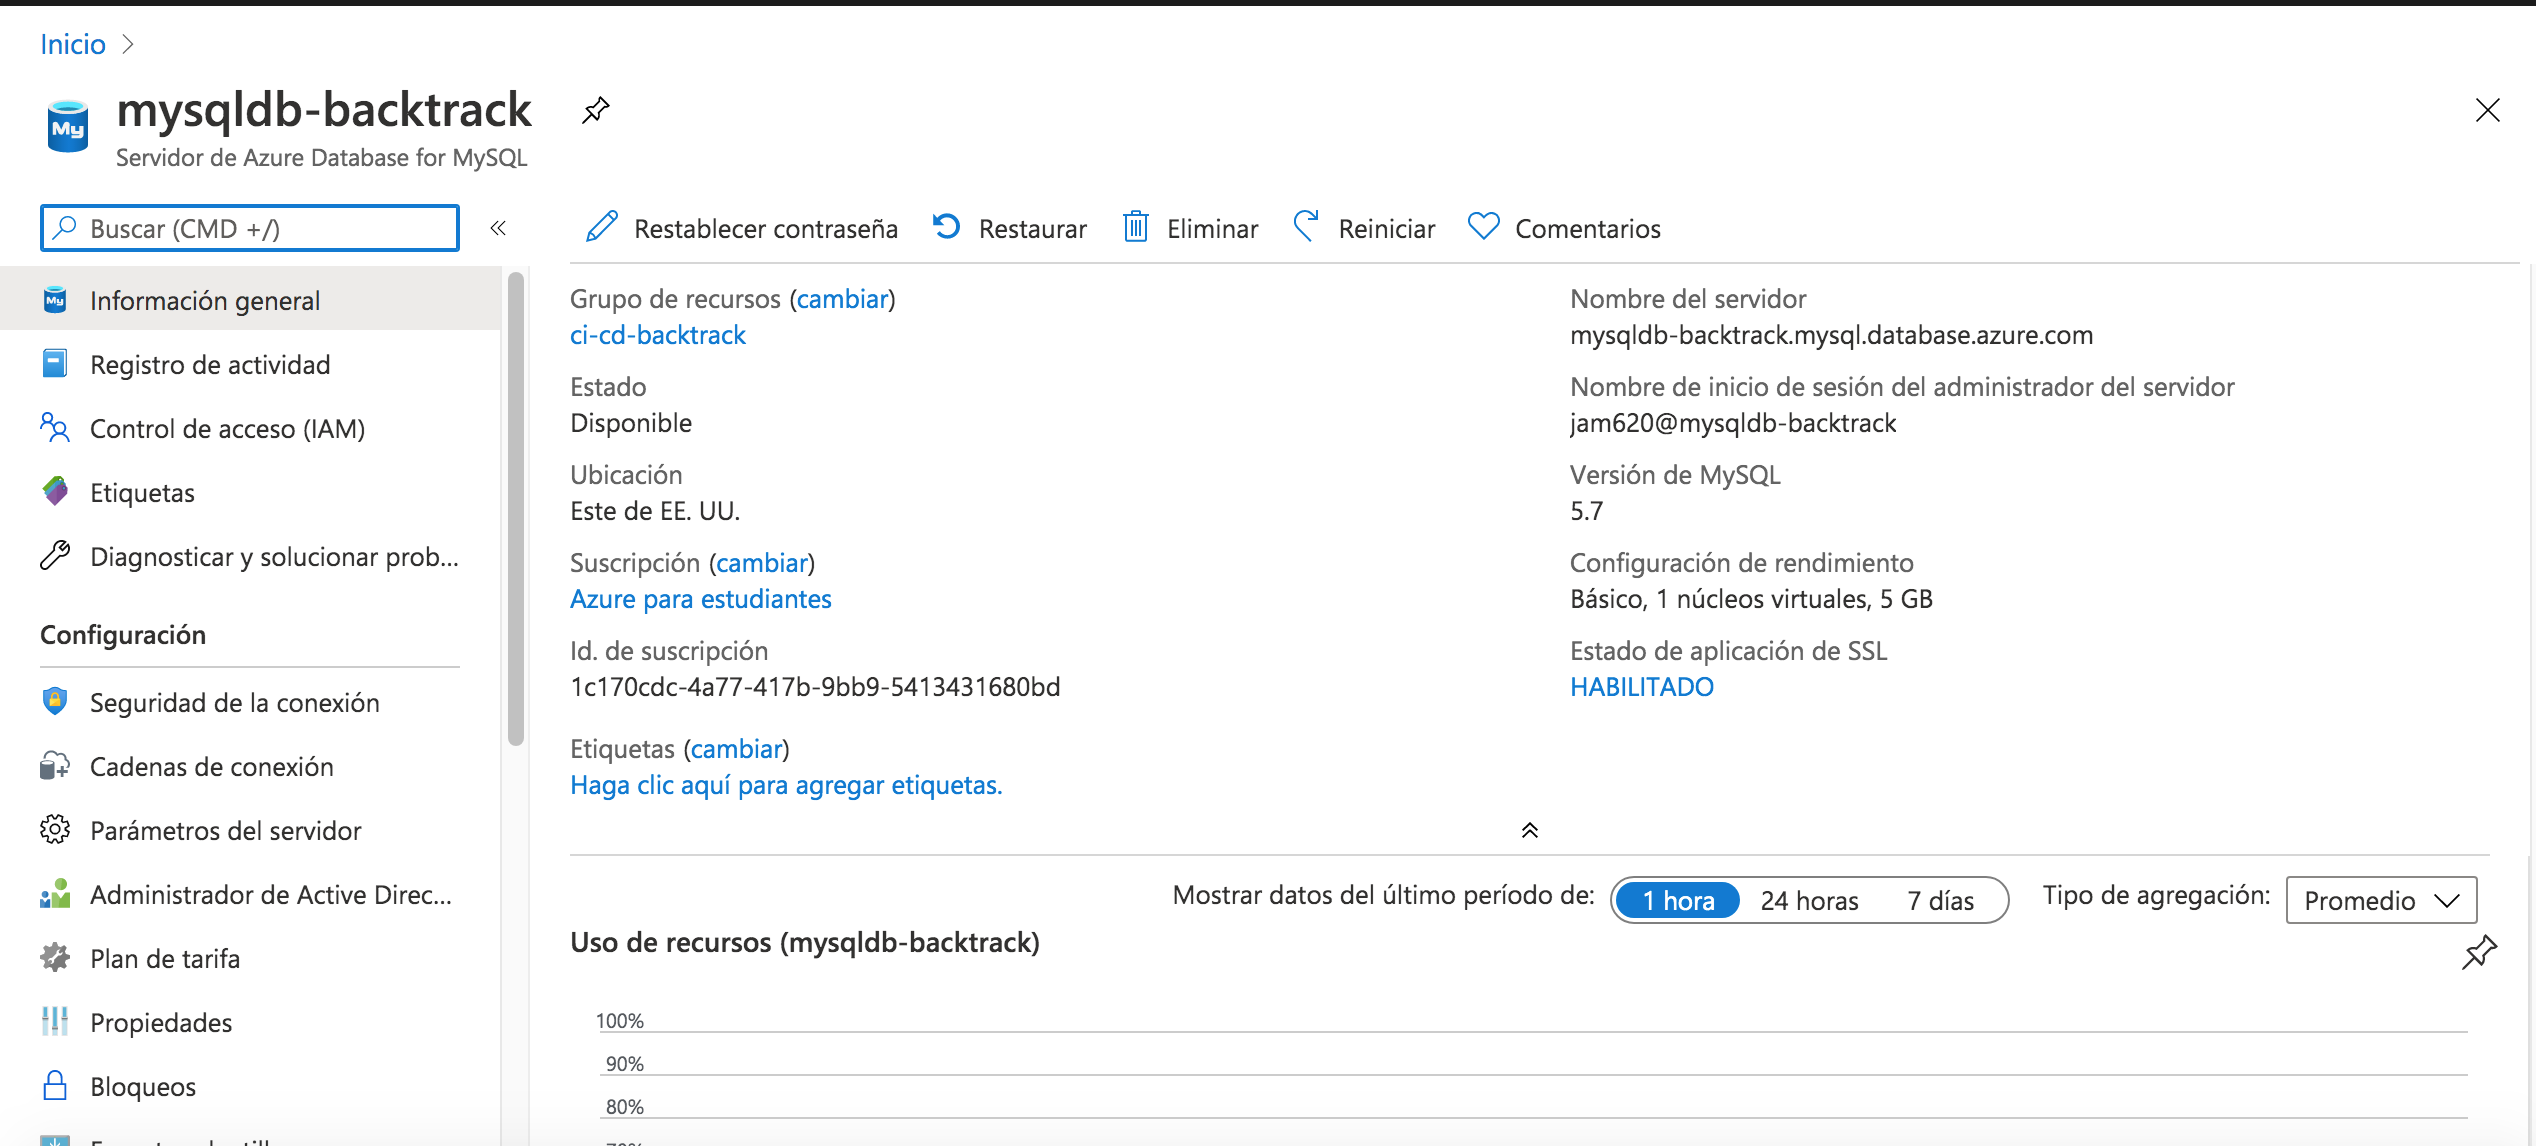 Inicio
mysqldb-backtrack
Servidor de Azure Database for MySQL
Buscar (CMD +/)
«
Restablecer contraseña
Restaurar
Eliminar
Reiniciar
Comentarios
Información general
Registro de actividad
Control de acceso (IAM)
Etiquetas
Diagnosticar y solucionar prob...
Configuración
Seguridad de la conexión
Cadenas de conexión
Parámetros del servidor
Administrador de Active Direc...
Plan de tarifa
Propiedades
Bloqueos
Grupo de recursos (cambiar)
ci-cd-backtrack
Estado
Disponible
Ubicación
Este de EE. UU.
Suscripción (cambiar)
Azure para estudiantes
Id. de suscripción
1c170cdc-4a77-417b-9bb9-5413431680bd
Etiquetas (cambiar)
Haga clic aquí para agregar etiquetas.
Nombre del servidor
mysqldb-backtrack.mysql.database.azure.com
Nombre de inicio de sesión del administrador del servidor
jam620@mysqldb-backtrack
Versión de MySQL
5.7
Configuración de rendimiento
Básico, 1 núcleos virtuales, 5 GB
Estado de aplicación de SSL
HABILITADO
Mostrar datos del último período de:
1 hora
24 horas
7 días
Tipo de agregación:
Promedio
Uso de recursos (mysqldb-backtrack)
100%
90%
80%